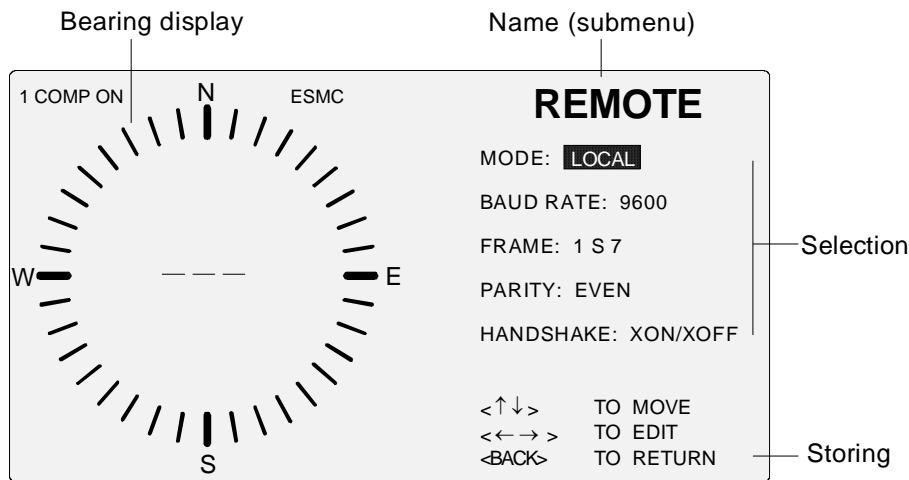 Bearing display
Name (submenu)
1 COMP ON
N
ESMC
W
E
S
– – –
REMOTE
MODE: LOCAL
BAUD RATE: 9600
FRAME: 1 S 7
PARITY: EVEN
HANDSHAKE: XON/XOFF
Selection
<↑↓> TO MOVE
<←→ > TO EDIT
<BACK> TO RETURN
Storing